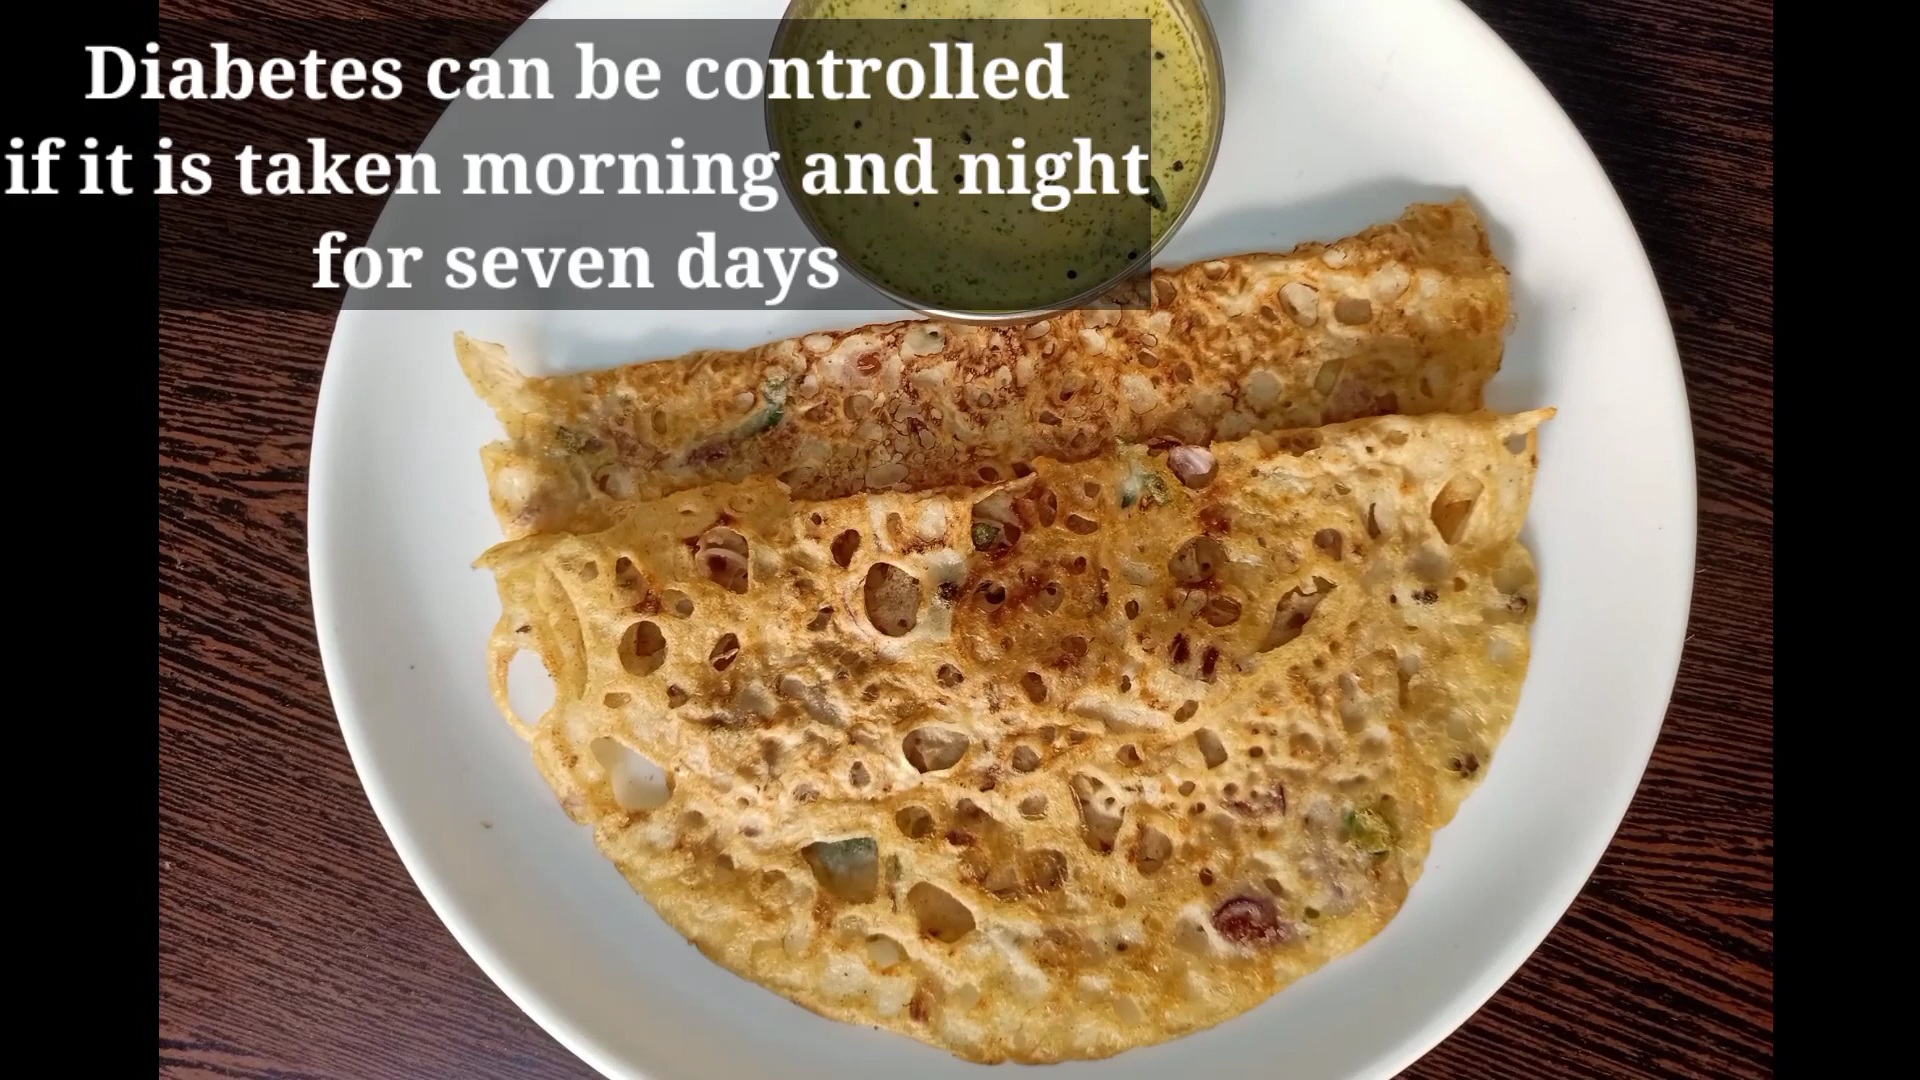 Diabetes can be controlled
if it is taken morning and night
for seven days